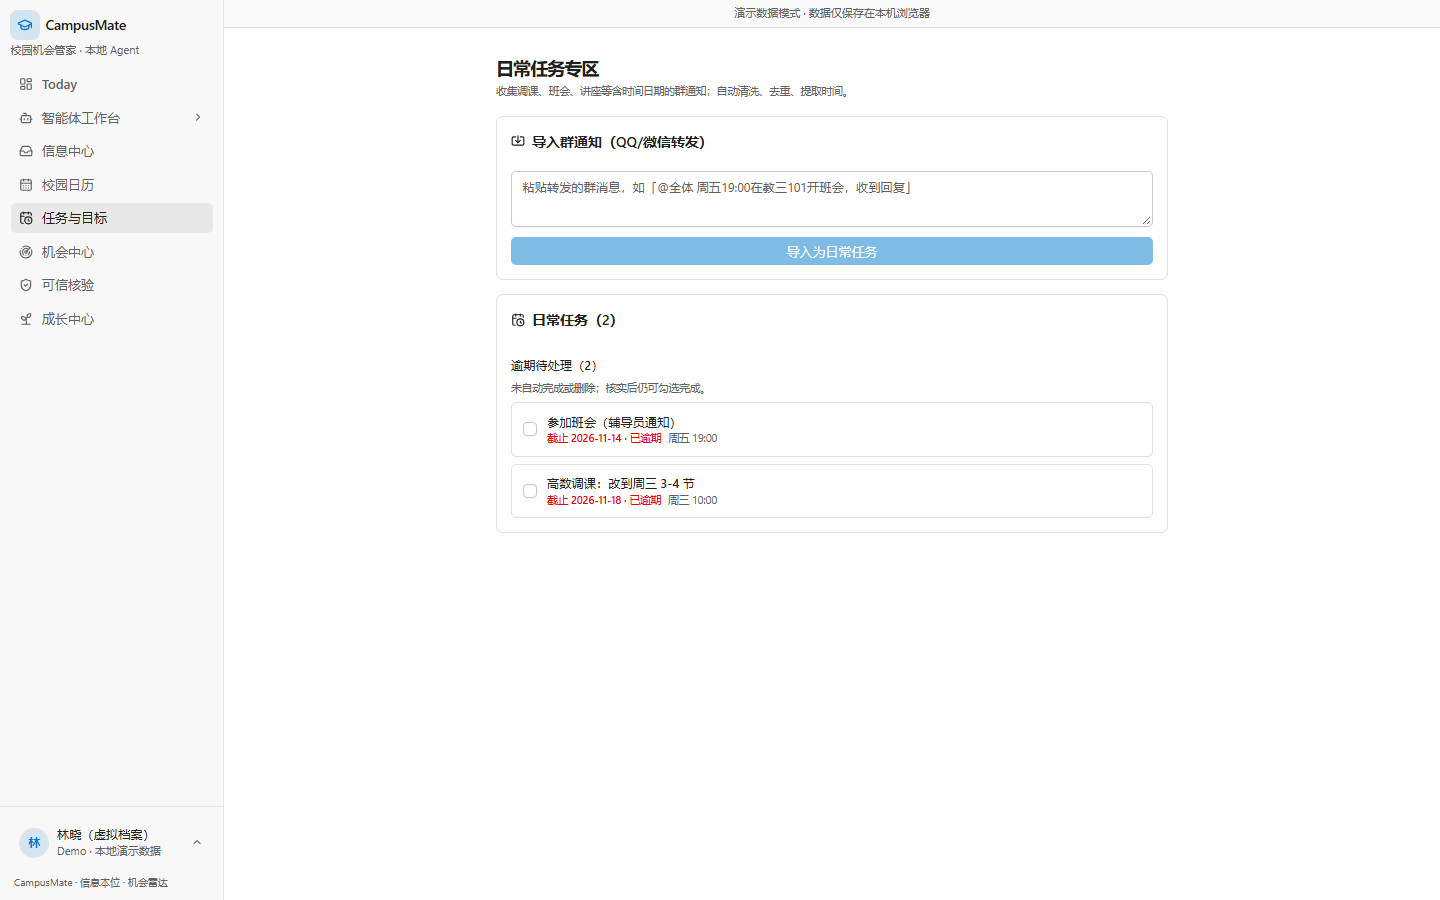 CampusMate
校园机会管家 · 本地 Agent
Today
智能体工作台
信息中心
校园日历
任务与目标
机会中心
可信核验
成长中心
林
林晓（虚拟档案）
Demo · 本地演示数据
CampusMate · 信息本位 · 机会雷达
演示数据模式 · 数据仅保存在本机浏览器
日常任务专区
收集调课、班会、讲座等含时间日期的群通知；自动清洗、去重、提取时间。
导入群通知（QQ/微信转发）
粘贴转发的群消息，如「@全体 周五19:00在教三101开班会，收到回复」
导入为日常任务
日常任务（2）
逾期待处理（2）
未自动完成或删除；核实后仍可勾选完成。
参加班会（辅导员通知）
截止 2026-11-14 · 已逾期 周五 19:00
高数调课：改到周三 3-4 节
截止 2026-11-18 · 已逾期 周三 10:00